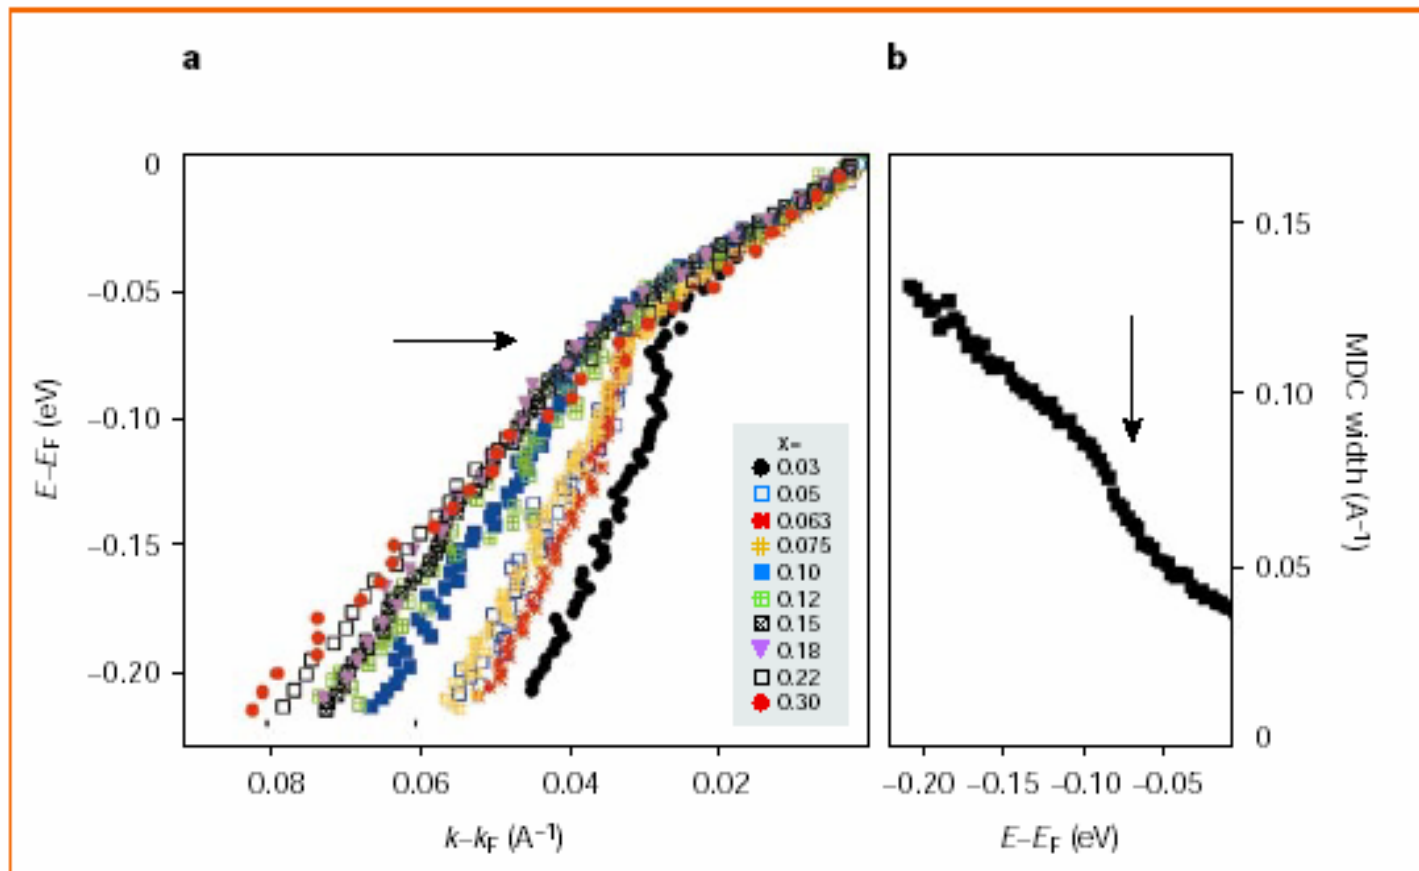 a
b
0
–0.05
–0.10
–0.15
–0.20
E–E_F (eV)
0.08 0.06 0.04 0.02
k–k_F (A⁻¹)
X=
0.03
0.05
0.063
0.075
0.10
0.12
0.15
0.18
0.22
0.30
0.15
0.10
0.05
0
MDC width (A⁻¹)
–0.20 –0.15 –0.10 –0.05
E–E_F (eV)